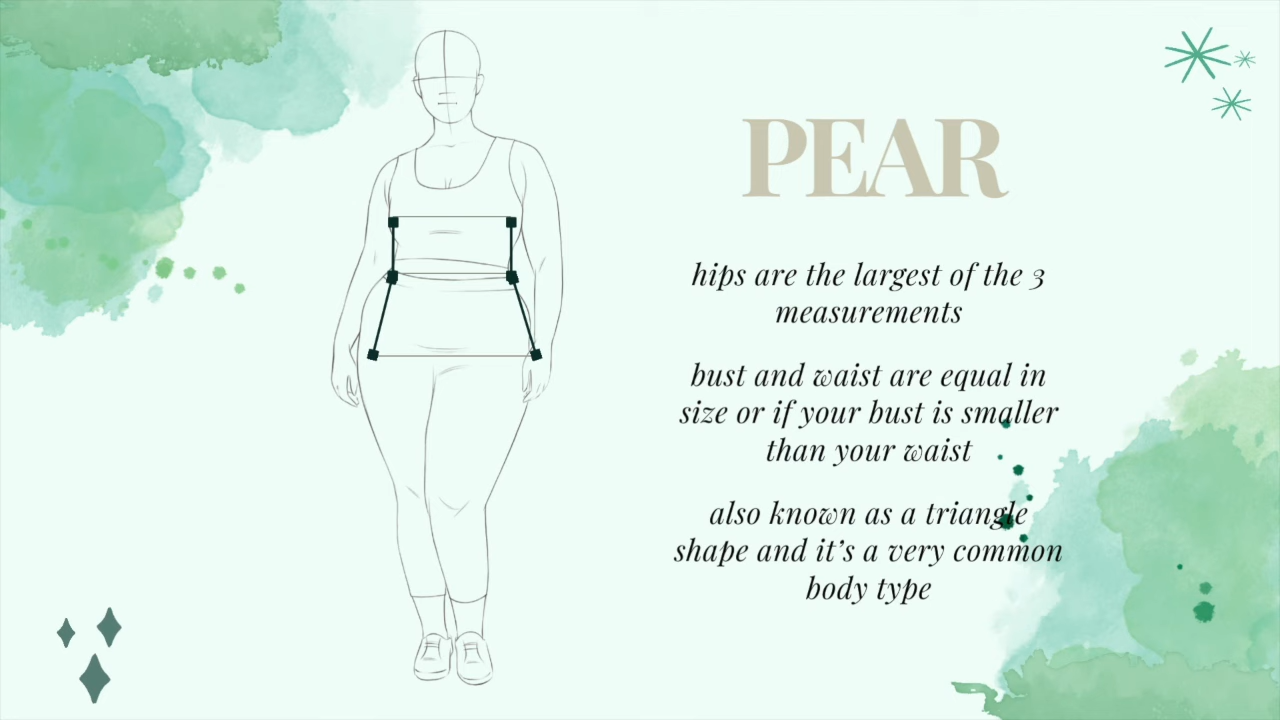 PEAR
hips are the largest of the 3
measurements
bust and waist are equal in
size or if your bust is smaller
than your waist
also known as a triangle
shape and it’s a very common
body type